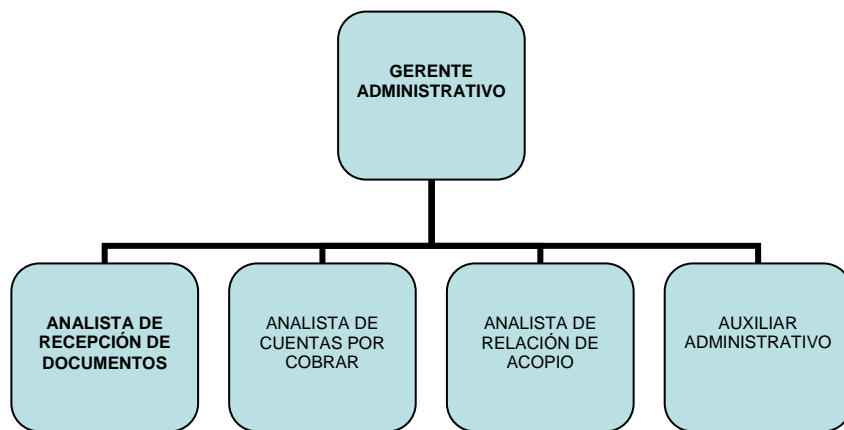 GERENTE
ADMINISTRATIVO
ANALISTA DE
RECEPCIÓN DE
DOCUMENTOS
ANALISTA DE
CUENTAS POR
COBRAR
ANALISTA DE
RELACIÓN DE
ACOPIO
AUXILIAR
ADMINISTRATIVO